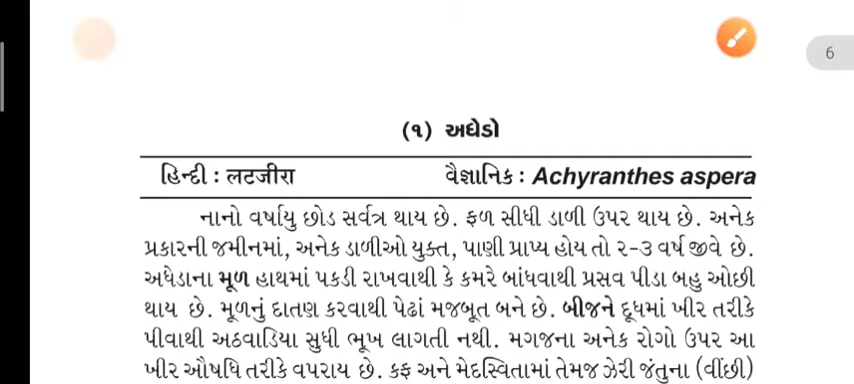 6
(૧) અઘેડો
હિન્દી : લટજીરા વૈજ્ઞાનિક : Achyranthes aspera
નાનો વર્ષાયુ છોડ સર્વત્ર થાય છે. ફળ સીધી ડાળી ઉપર થાય છે. અનેક
પ્રકારની જમીનમાં, અનેક ડાળીઓ યુક્ત, પાણી પ્રાપ્ય હોય તો ૨-૩ વર્ષ જીવે છે.
અઘેડાના મૂળ હાથમાં પકડી રાખવાથી કે કમરે બાંધવાથી પ્રસવ પીડા બહુ ઓછી
થાય છે. મૂળનું દાતણ કરવાથી પેઢાં મજબૂત બને છે. બીજને દૂધમાં ખીર તરીકે
પીવાથી અઠવાડિયા સુધી ભૂખ લાગતી નથી. મગજના અનેક રોગો ઉપર આ
ખીર ઔષધિ તરીકે વપરાય છે. કફ અને મેદસ્વિતામાં તેમજ ઝેરી જંતુના (વીંછી)